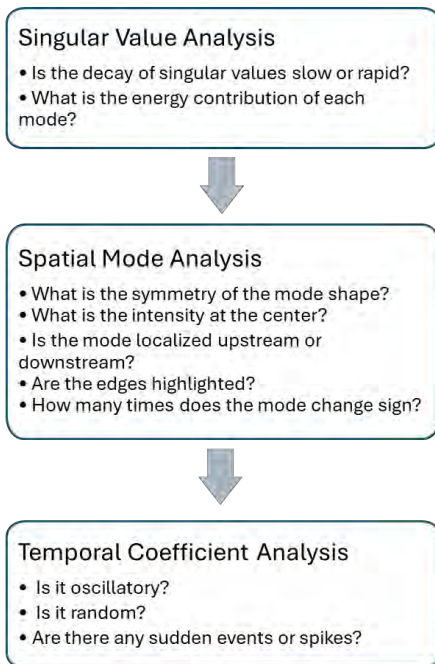 Singular Value Analysis
• Is the decay of singular values slow or rapid?
• What is the energy contribution of each
mode?
Spatial Mode Analysis
• What is the symmetry of the mode shape?
• What is the intensity at the center?
• Is the mode localized upstream or
downstream?
• Are the edges highlighted?
• How many times does the mode change sign?
Temporal Coefficient Analysis
• Is it oscillatory?
• Is it random?
• Are there any sudden events or spikes?